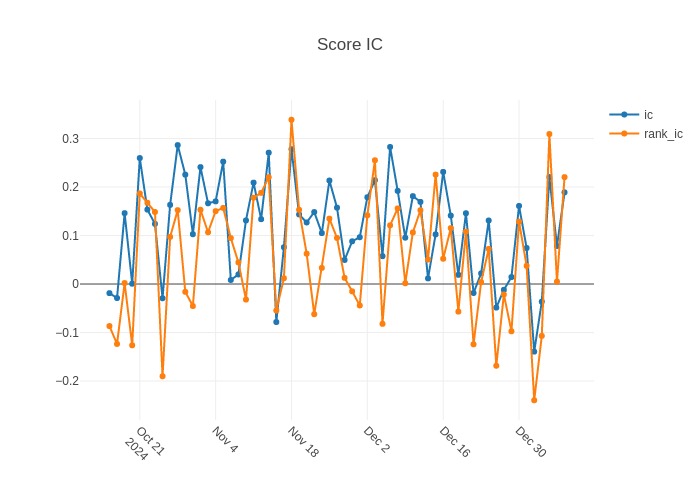 Score IC
ic
rank_ic
0.3
0.2
0.1
0
−0.1
−0.2
Oct 21
2024
Nov 4
Nov 18
Dec 2
Dec 16
Dec 30